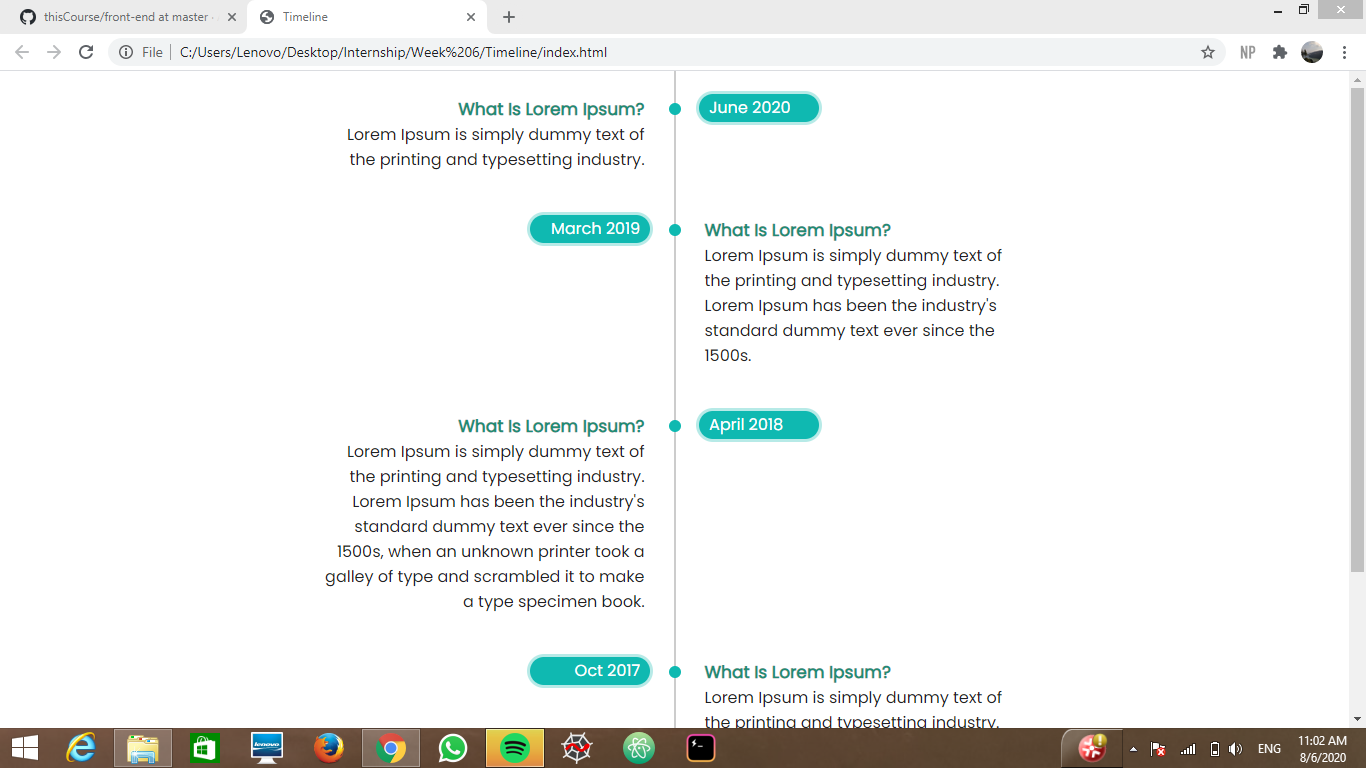 thisCourse/front-end at master ·
Timeline
File
C:/Users/Lenovo/Desktop/Internship/Week%206/Timeline/index.html
NP
What Is Lorem Ipsum?
Lorem Ipsum is simply dummy text of
the printing and typesetting industry.
June 2020
March 2019
What Is Lorem Ipsum?
Lorem Ipsum is simply dummy text of
the printing and typesetting industry.
Lorem Ipsum has been the industry's
standard dummy text ever since the
1500s.
What Is Lorem Ipsum?
Lorem Ipsum is simply dummy text of
the printing and typesetting industry.
Lorem Ipsum has been the industry's
standard dummy text ever since the
1500s, when an unknown printer took a
galley of type and scrambled it to make
a type specimen book.
April 2018
Oct 2017
What Is Lorem Ipsum?
Lorem Ipsum is simply dummy text of
the printing and typesetting industry.
lenovo
ENG
11:02 AM
8/6/2020